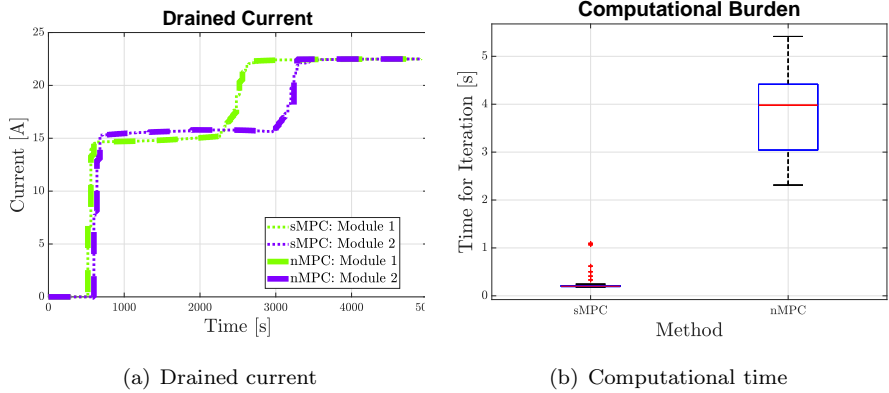 Drained Current
25
20
15
10
5
0
Current [A]
0 1000 2000 3000 4000 50
Time [s]
sMPC: Module 1
sMPC: Module 2
nMPC: Module 1
nMPC: Module 2
(a) Drained current
Computational Burden
5
4
3
2
1
0
Time for Iteration [s]
sMPC nMPC
Method
(b) Computational time